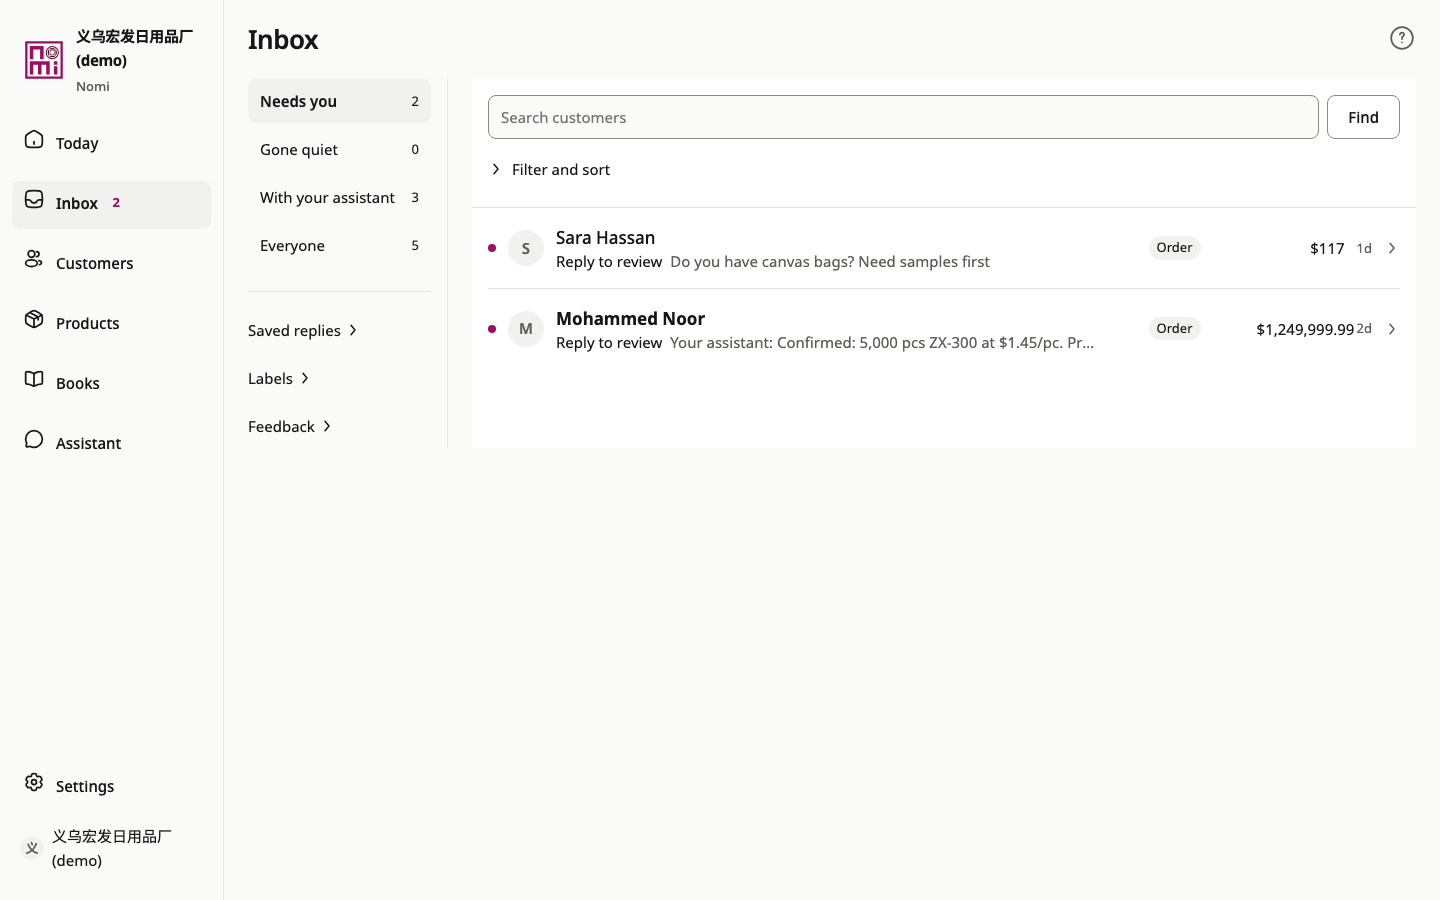 义乌宏发日用品厂
(demo)
Nomi
Today
Inbox 2
Customers
Products
Books
Assistant
Settings
义 义乌宏发日用品厂
(demo)
Inbox
Needs you 2
Gone quiet 0
With your assistant 3
Everyone 5
Saved replies
Labels
Feedback
Search customers
Find
Filter and sort
S
Sara Hassan
Reply to review Do you have canvas bags? Need samples first
Order
$117 1d
M
Mohammed Noor
Reply to review Your assistant: Confirmed: 5,000 pcs ZX-300 at $1.45/pc. Pr...
Order
$1,249,999.99 2d